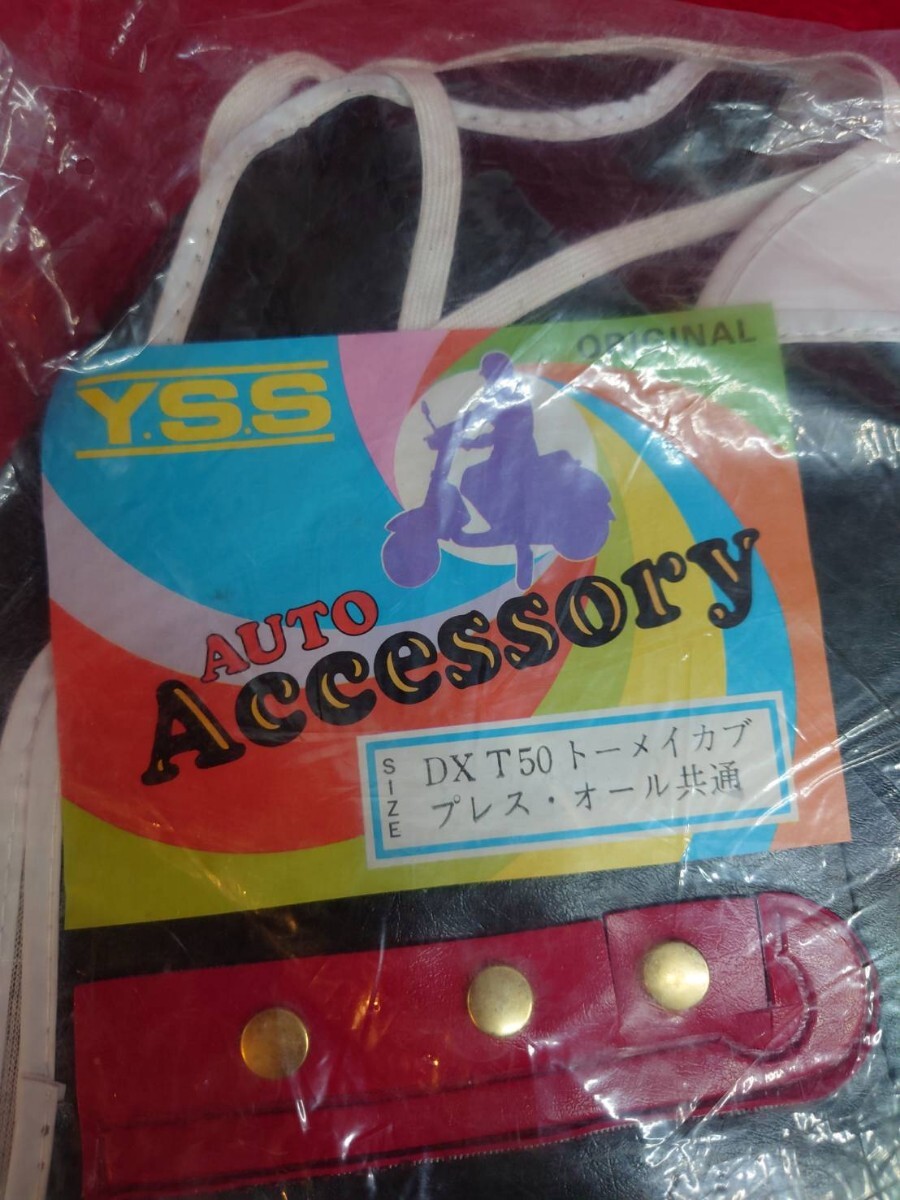 Y.S.S
ORIGINAL
AUTO
Accessory
SIZE
DX T50 トーメイカブ
プレス・オール共通